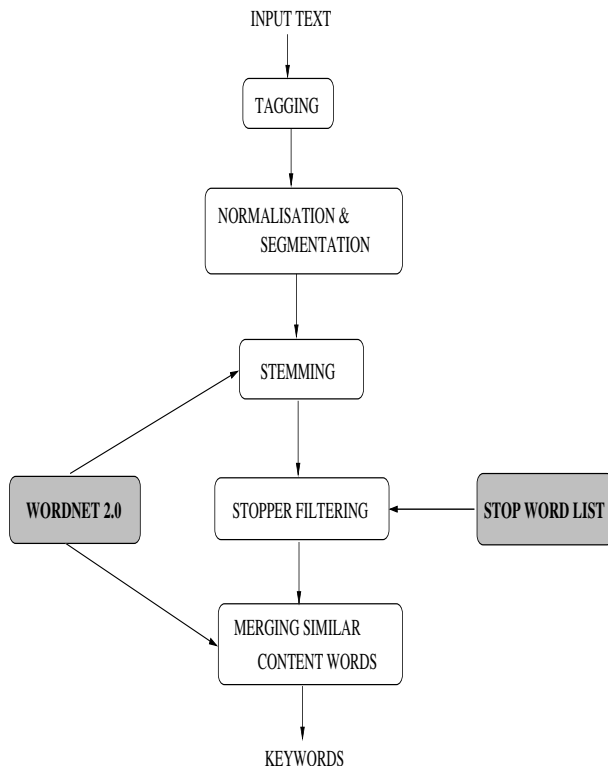 INPUT TEXT
TAGGING
NORMALISATION &
SEGMENTATION
STEMMING
WORDNET 2.0
STOPPER FILTERING
STOP WORD LIST
MERGING SIMILAR
CONTENT WORDS
KEYWORDS